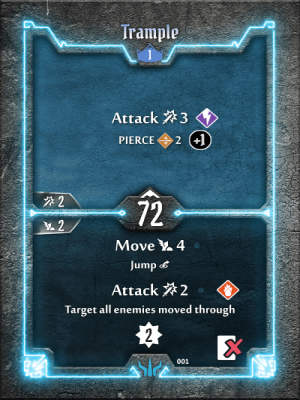 Trample
1
Attack 3
PIERCE 2 +1
2
72
2
Move 4
Jump
Attack 2
Target all enemies moved through
2
001